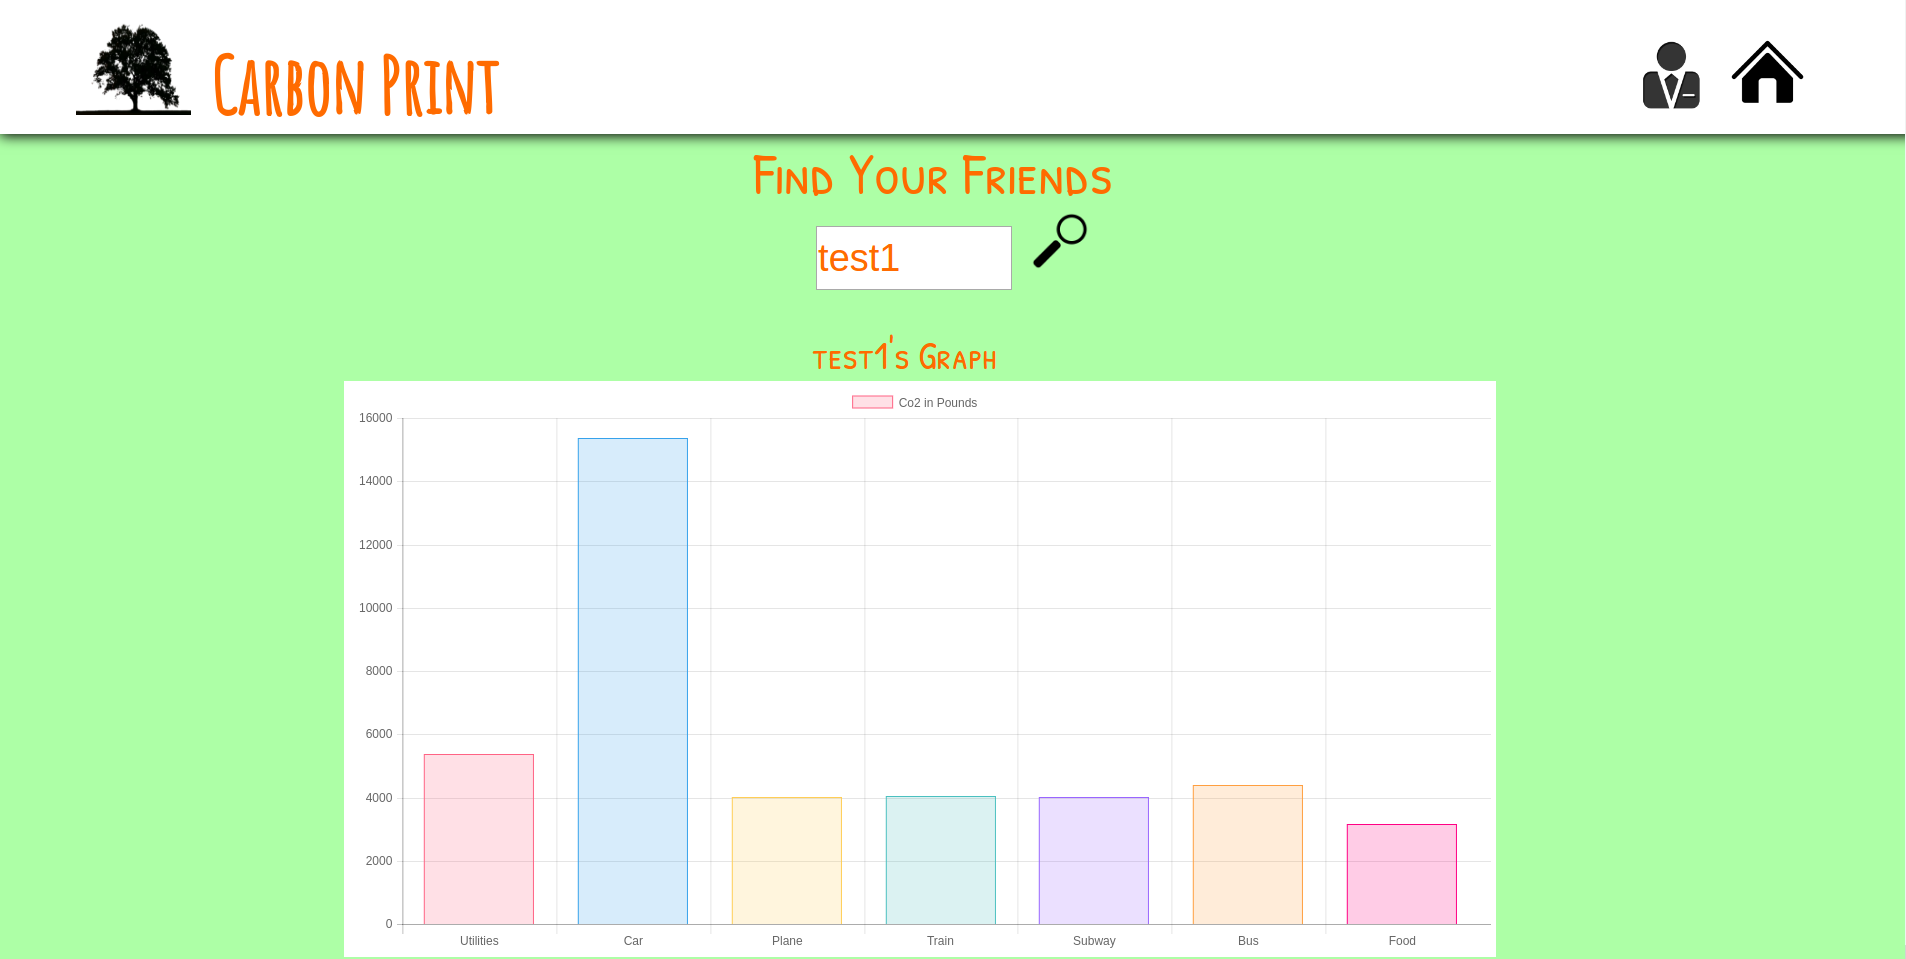 Carbon Print
Find Your Friends
test1
test1's Graph
Co2 in Pounds
16000
14000
12000
10000
8000
6000
4000
2000
0
Utilities Car Plane Train Subway Bus Food